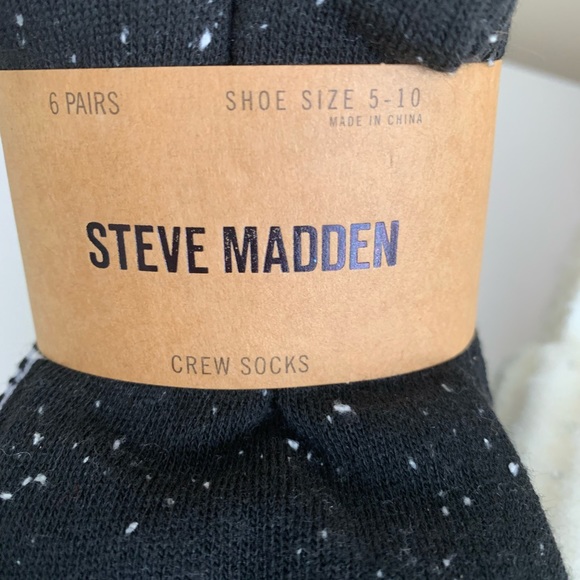 6 PAIRS
SHOE SIZE 5-10
MADE IN CHINA
STEVE MADDEN
CREW SOCKS